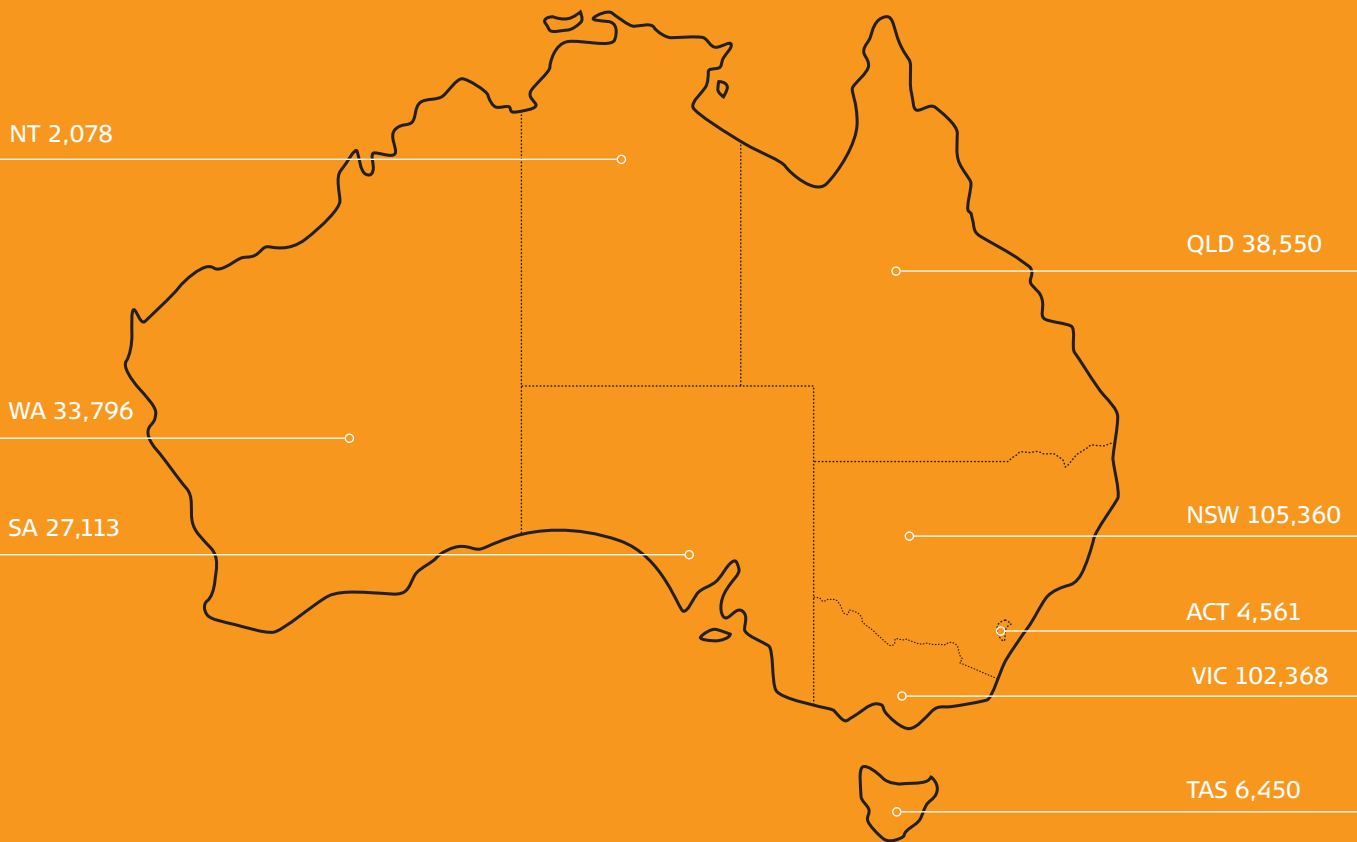 NT 2,078
WA 33,796
SA 27,113
QLD 38,550
NSW 105,360
ACT 4,561
VIC 102,368
TAS 6,450